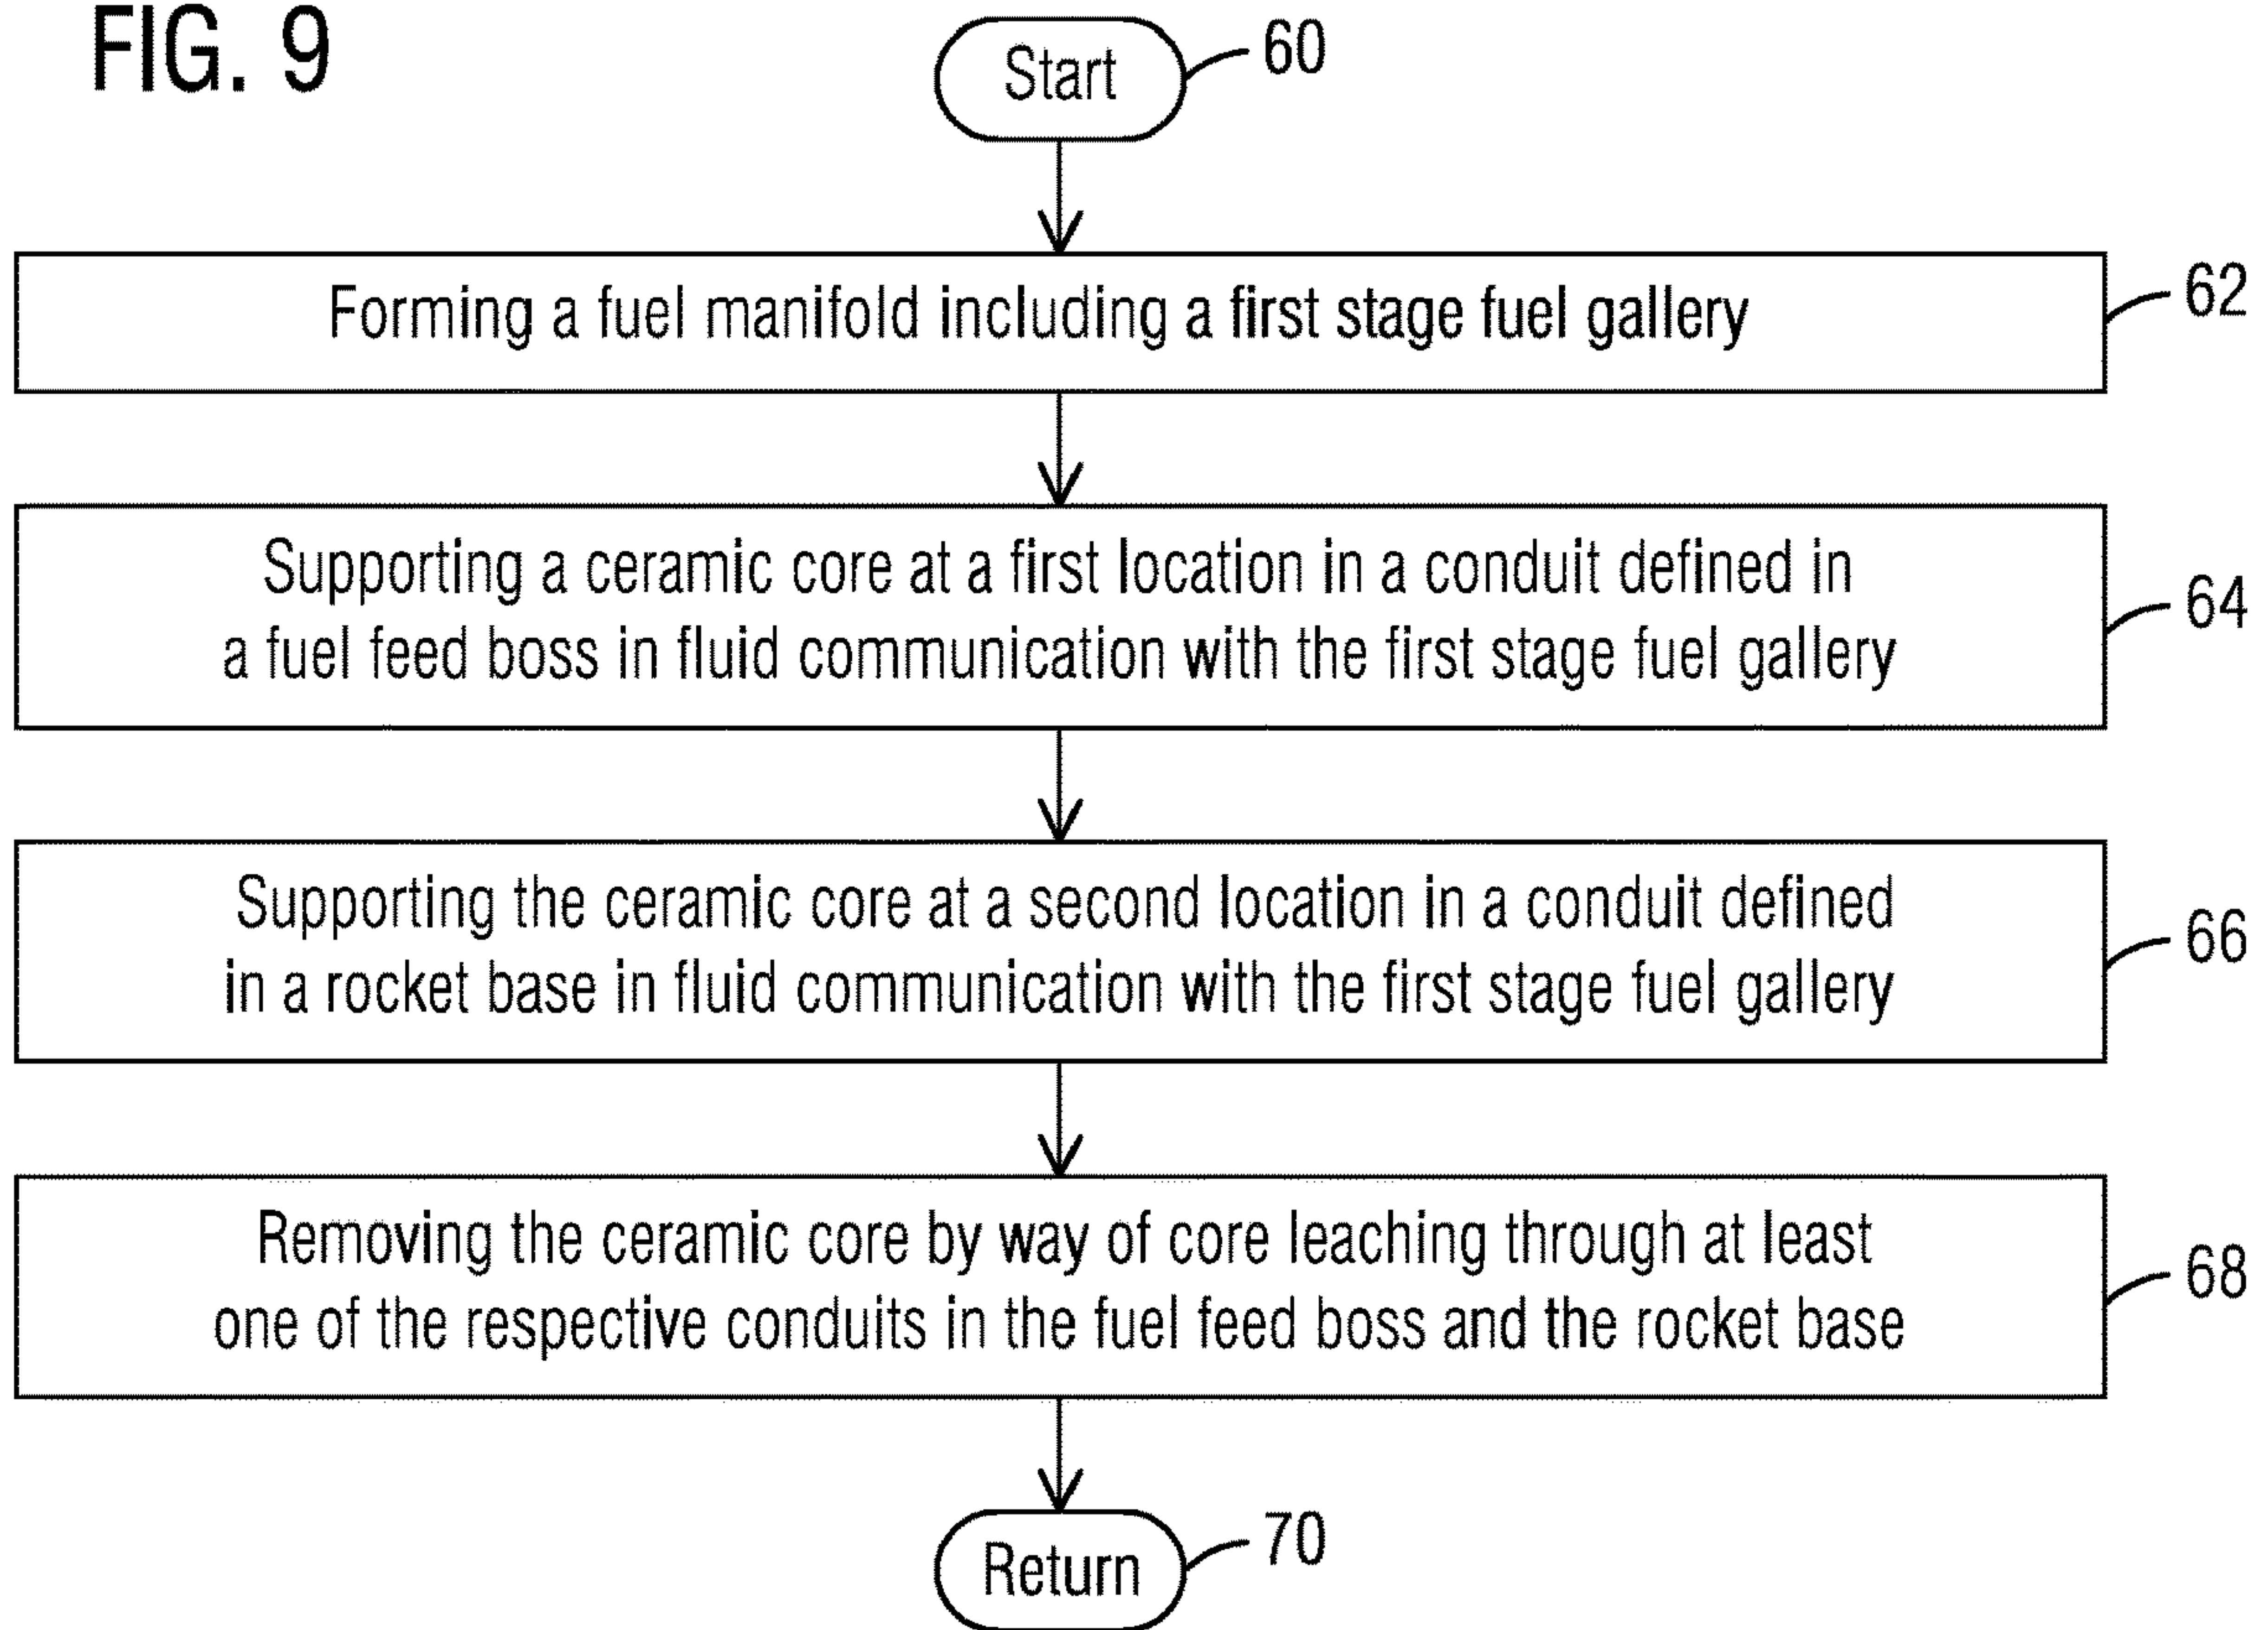 FIG. 9
Start
60
Forming a fuel manifold including a first stage fuel gallery
62
Supporting a ceramic core at a first location in a conduit defined in
a fuel feed boss in fluid communication with the first stage fuel gallery
64
Supporting the ceramic core at a second location in a conduit defined
in a rocket base in fluid communication with the first stage fuel gallery
66
Removing the ceramic core by way of core leaching through at least
one of the respective conduits in the fuel feed boss and the rocket base
68
Return
70